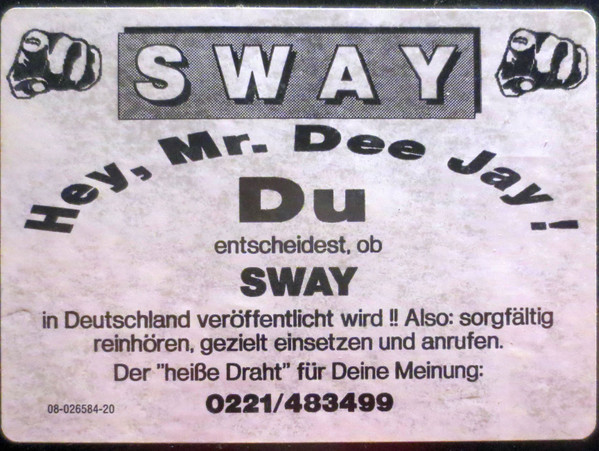 SWAY
Hey, Mr. Dee Jay!
Du
entscheidest, ob
SWAY
in Deutschland veröffentlicht wird !! Also: sorgfältig
reinhören, gezielt einsetzen und anrufen.
Der "heiße Draht" für Deine Meinung:
08-026584-20
0221/483499